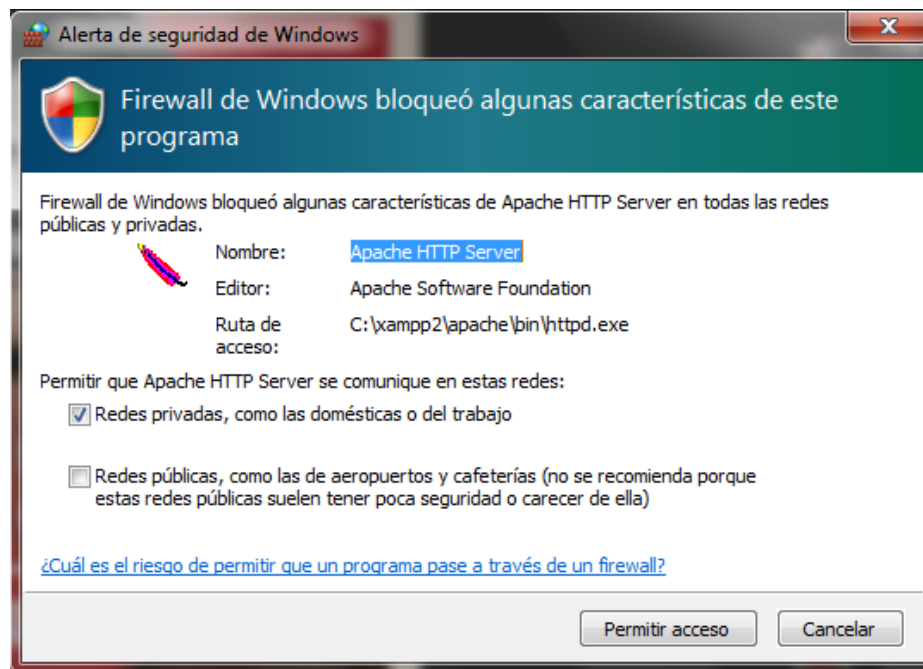 Alerta de seguridad de Windows
Firewall de Windows bloqueó algunas características de este
programa
Firewall de Windows bloqueó algunas características de Apache HTTP Server en todas las redes
públicas y privadas.
Nombre: Apache HTTP Server
Editor: Apache Software Foundation
Ruta de C:\xampp2\apache\bin\httpd.exe
acceso:
Permitir que Apache HTTP Server se comunique en estas redes:
Redes privadas, como las domésticas o del trabajo
Redes públicas, como las de aeropuertos y cafeterías (no se recomienda porque
estas redes públicas suelen tener poca seguridad o carecer de ella)
¿Cuál es el riesgo de permitir que un programa pase a través de un firewall?
Permitir acceso Cancelar